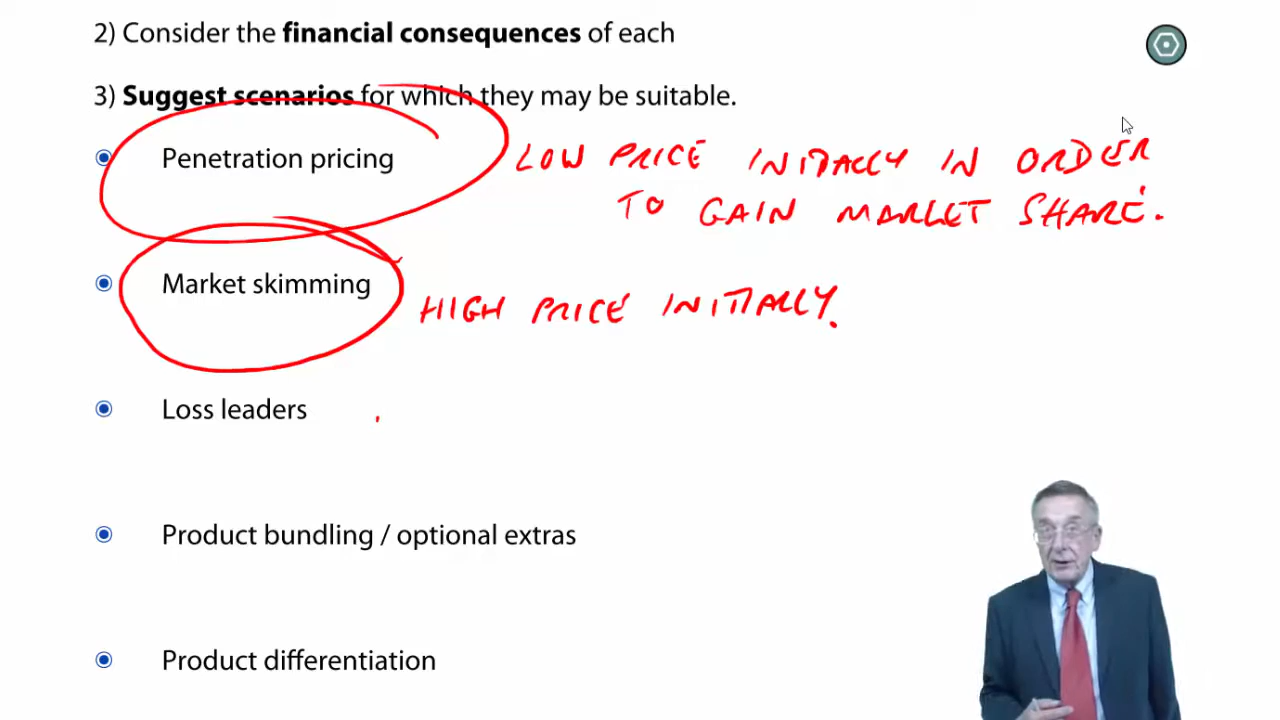 2) Consider the financial consequences of each
3) Suggest scenarios for which they may be suitable.
Penetration pricing
LOW PRICE INITIALLY IN ORDER
TO GAIN MARKET SHARE.
Market skimming
HIGH PRICE INITIALLY.
Loss leaders
Product bundling / optional extras
Product differentiation